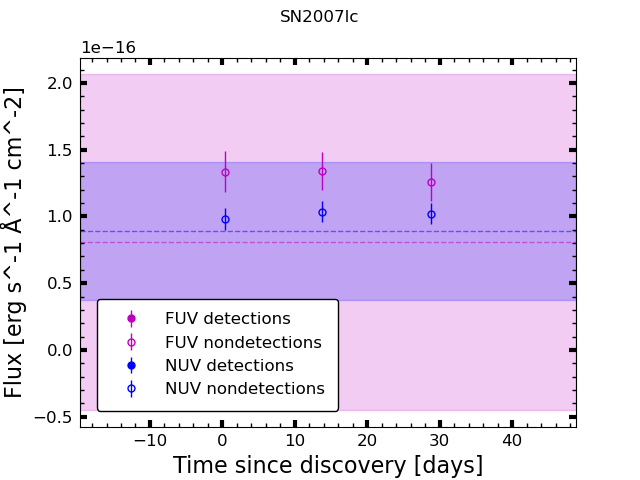 SN2007lc
1e−16
2.0
1.5
1.0
0.5
0.0
−0.5
Flux [erg s^-1 Å^-1 cm^-2]
FUV detections
FUV nondetections
NUV detections
NUV nondetections
−10 0 10 20 30 40
Time since discovery [days]